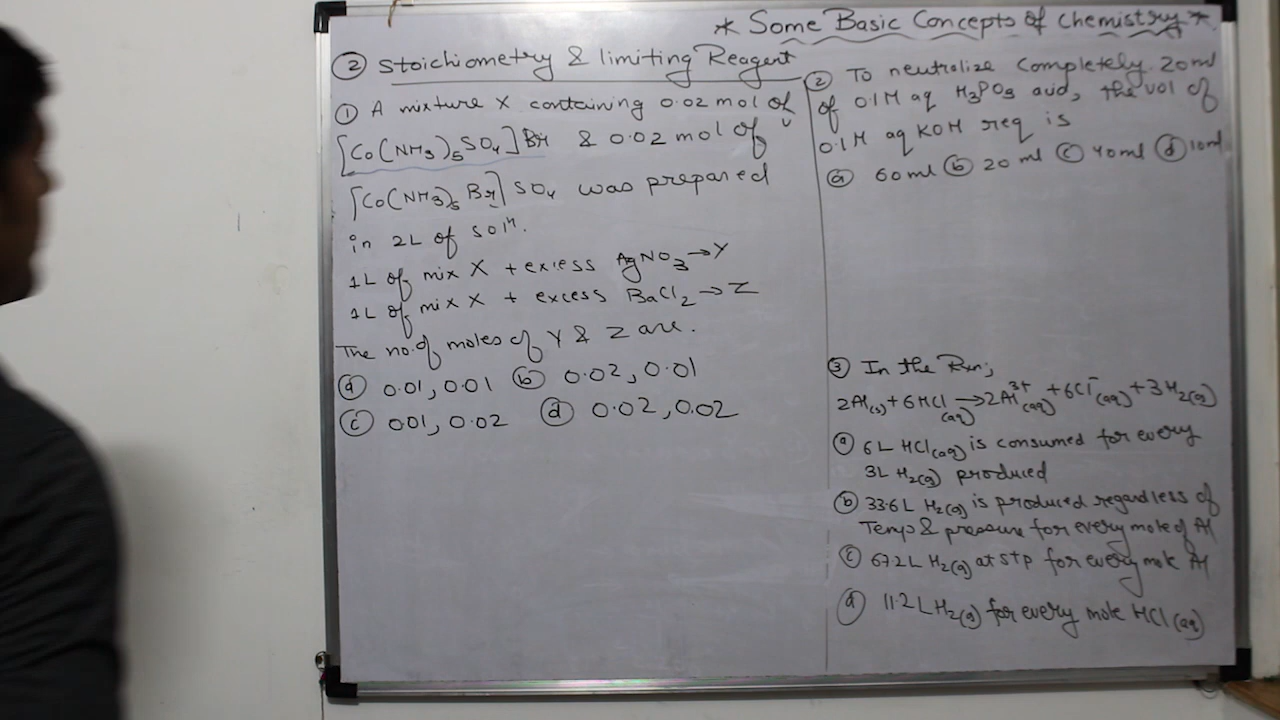 * Some Basic Concepts of Chemistry *
② Stoichiometry & limiting Reagent
① A mixture X containing 0.02 mol of
[Co(NH3)5SO4]Br & 0.02 mol of
[Co(NH3)5 Br] SO4 was prepared
in 2L of solⁿ.
1L of mix X + excess AgNO3 → Y
1L of mix X + excess BaCl2 → Z
The no. of moles of Y & Z are.
ⓐ 0.01, 0.01 ⓑ 0.02, 0.01
ⓒ 0.01, 0.02 ⓓ 0.02, 0.02
② To neutralize completely 20ml
of 0.1M aq H3PO3 acid, the vol of
0.1M aq KOH req is
ⓐ 60ml ⓑ 20 ml ⓒ 40ml ⓓ 10ml
③ In the Rxn;
2Al(s) + 6HCl(aq) → 2Al³⁺(aq) + 6Cl⁻(aq) + 3H2(g)
ⓐ 6L HCl(aq) is consumed for every
3L H2(g) produced
ⓑ 33.6L H2(g) is produced regardless of
Temp & pressure for every mole of Al
ⓒ 67.2L H2(g) at stp for every mole Al
ⓓ 11.2L H2(g) for every mole HCl(aq)